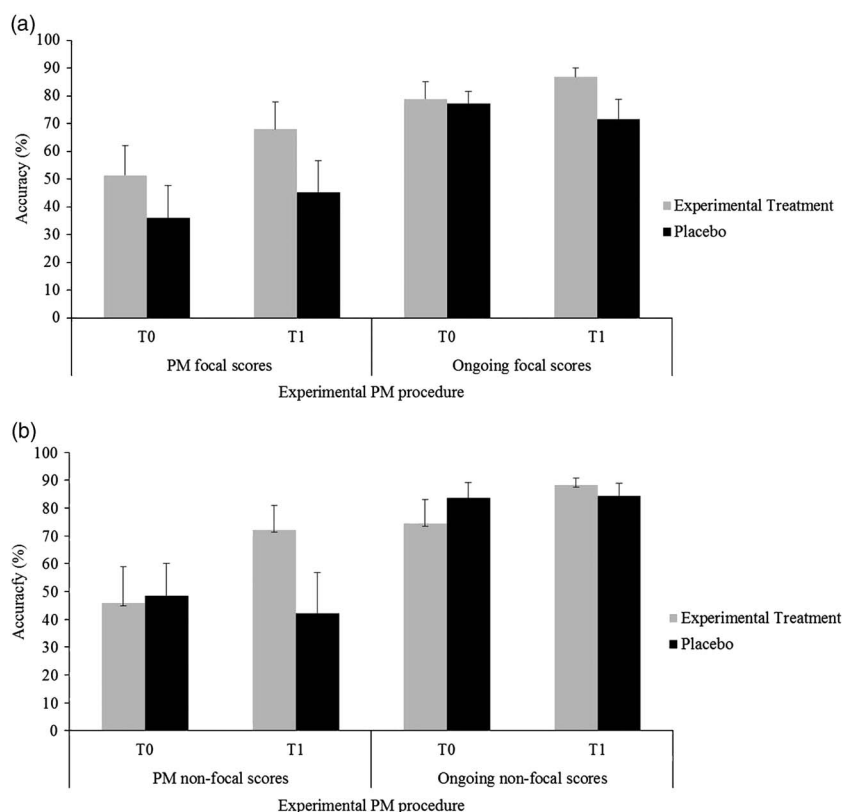 (a)
100
90
80
70
60
50
40
30
20
10
0
Accuracy (%)
T0 T1 T0 T1
PM focal scores Ongoing focal scores
Experimental PM procedure
Experimental Treatment
Placebo
(b)
100
90
80
70
60
50
40
30
20
10
0
Accuracfy (%)
T0 T1 T0 T1
PM non-focal scores Ongoing non-focal scores
Experimental PM procedure
Experimental Treatment
Placebo